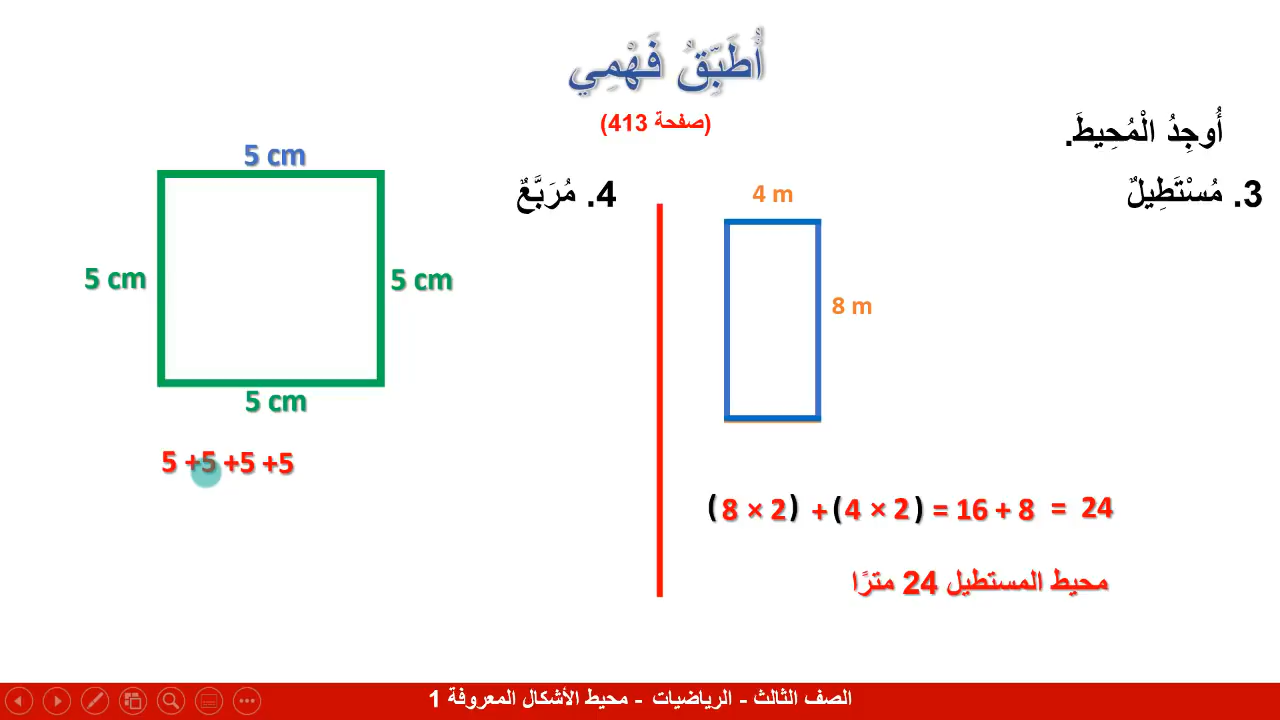 أُطَبِّقُ فَهْمِي
(صفحة 413)
أُوجِدُ الْمُحِيطَ.
3. مُسْتَطِيلٌ
4 m
8 m
(8 × 2) + (4 × 2) = 16 + 8 = 24
محيط المستطيل 24 مترًا
4. مُرَبَّعٌ
5 cm
5 cm
5 cm
5 cm
5 +5 +5 +5
الصف الثالث - الرياضيات - محيط الأشكال المعروفة 1